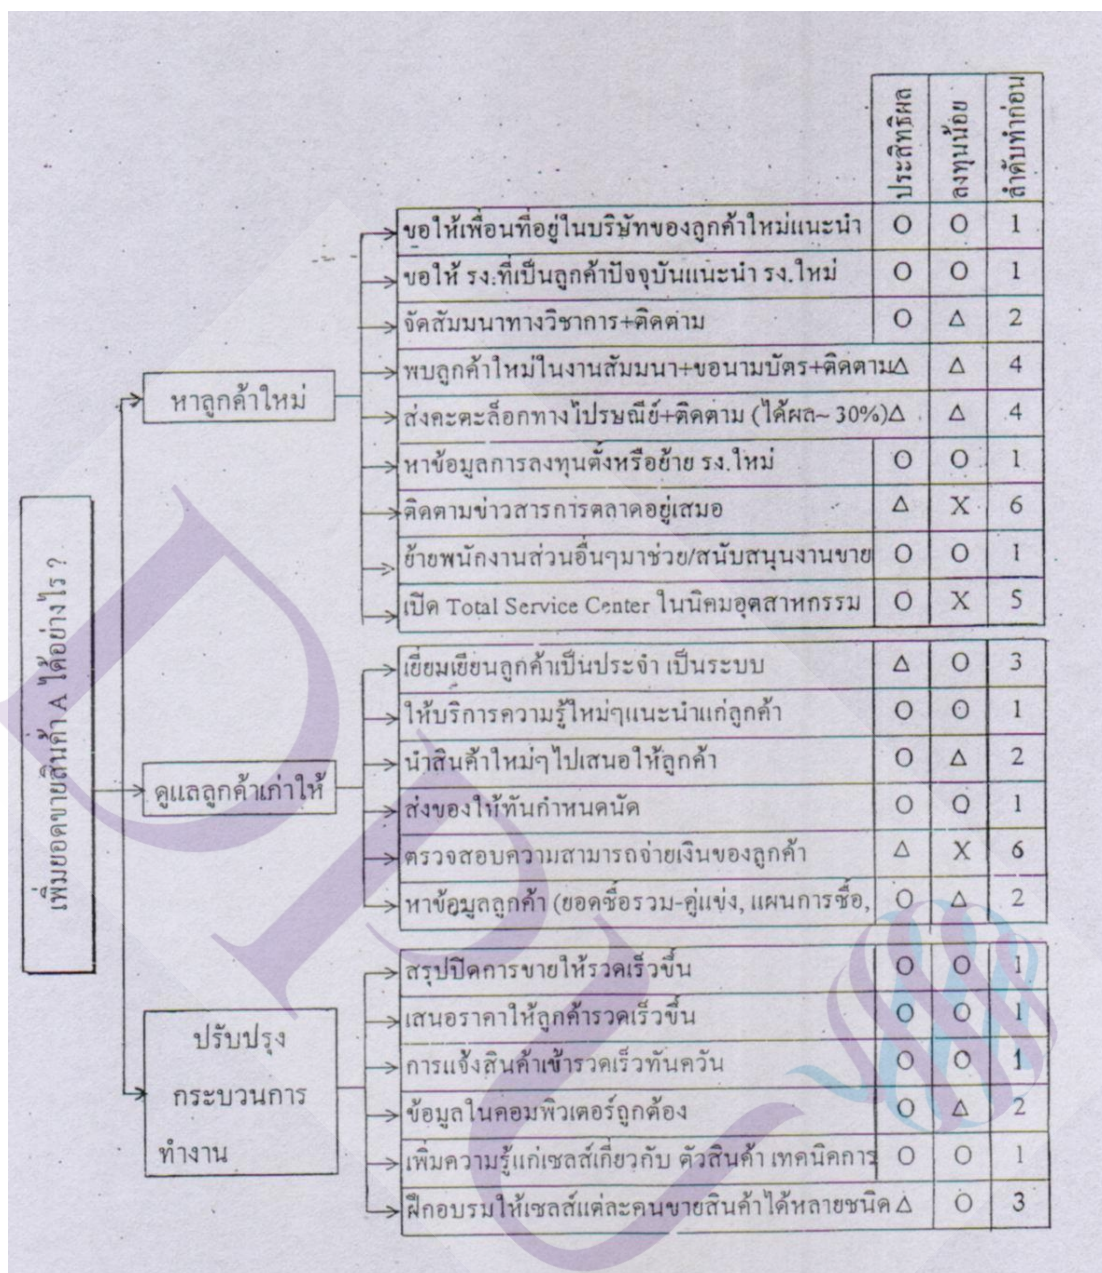 ประสิทธิผล ลงทุนน้อย ลำดับทำก่อน
เพิ่มยอดขายสินค้า A ได้อย่างไร ?
หาลูกค้าใหม่
ขอให้เพื่อนที่อยู่ในบริษัทของลูกค้าใหม่แนะนำ O O 1
ขอให้ รง.ที่เป็นลูกค้าปัจจุบันแนะนำ รง.ใหม่ O O 1
จัดสัมมนาทางวิชาการ+ติดตาม O Δ 2
พบลูกค้าใหม่ในงานสัมมนา+ขอนามบัตร+ติดตาม Δ Δ 4
ส่งคะตะล็อกทางไปรษณีย์+ติดตาม (ได้ผล~ 30%) Δ Δ 4
หาข้อมูลการลงทุนตั้งหรือย้าย รง.ใหม่ O O 1
ติดตามข่าวสารการตลาดอยู่เสมอ Δ X 6
ย้ายพนักงานส่วนอื่นๆมาช่วย/สนับสนุนงานขาย O O 1
เปิด Total Service Center ในนิคมอุตสาหกรรม O X 5
ดูแลลูกค้าเก่าให้
เยี่ยมเยียนลูกค้าเป็นประจำ เป็นระบบ Δ O 3
ให้บริการความรู้ใหม่ๆแนะนำแก่ลูกค้า O O 1
นำสินค้าใหม่ๆไปเสนอให้ลูกค้า O Δ 2
ส่งของให้ทันกำหนดนัด O O 1
ตรวจสอบความสามารถจ่ายเงินของลูกค้า Δ X 6
หาข้อมูลลูกค้า (ยอดซื้อรวม-คู่แข่ง, แผนการซื้อ, O Δ 2
ปรับปรุง
กระบวนการ
ทำงาน
สรุปปิดการขายให้รวดเร็วขึ้น O O 1
เสนอราคาให้ลูกค้ารวดเร็วขึ้น O O 1
การแจ้งสินค้าเข้ารวดเร็วทันควัน O O 1
ข้อมูลในคอมพิวเตอร์ถูกต้อง O Δ 2
เพิ่มความรู้แก่เซลส์เกี่ยวกับ ตัวสินค้า เทคนิคการ O O 1
ฝึกอบรมให้เซลส์แต่ละคนขายสินค้าได้หลายชนิด Δ O 3
DPU